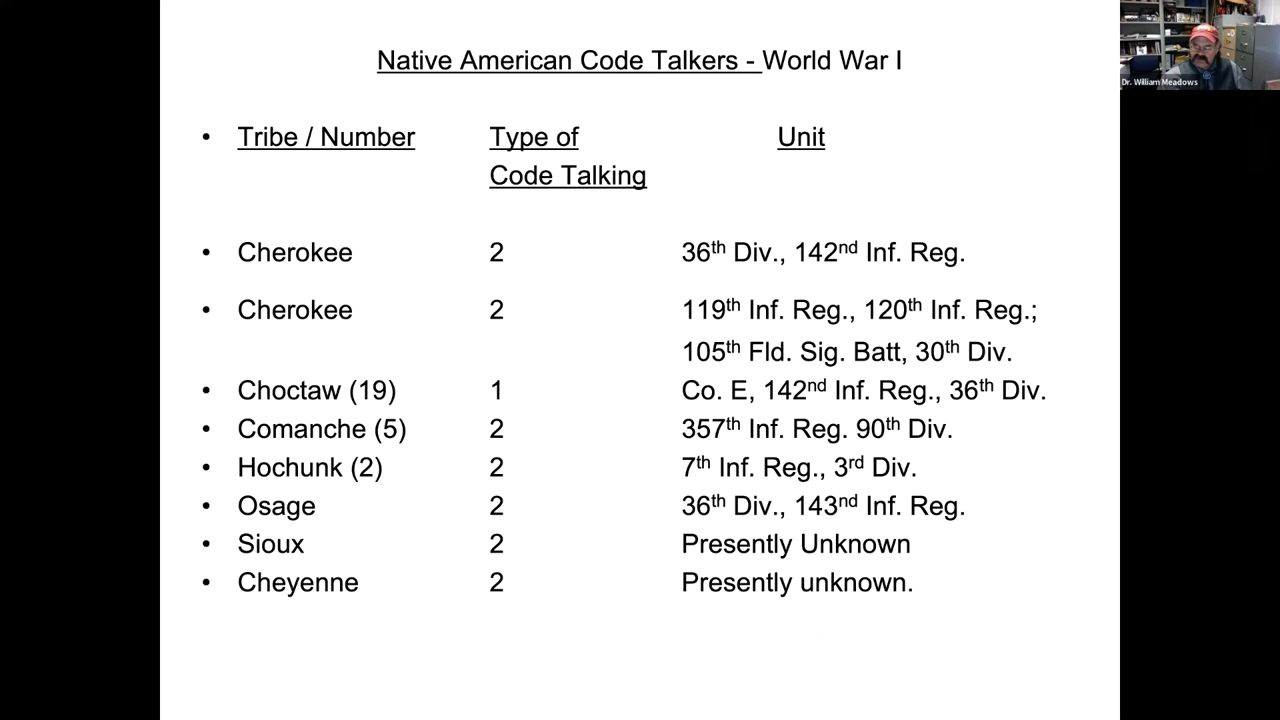 Native American Code Talkers - World War I
Dr. William Meadows
• Tribe / Number Type of Unit
Code Talking
• Cherokee 2 36th Div., 142nd Inf. Reg.
• Cherokee 2 119th Inf. Reg., 120th Inf. Reg.;
105th Fld. Sig. Batt, 30th Div.
• Choctaw (19) 1 Co. E, 142nd Inf. Reg., 36th Div.
• Comanche (5) 2 357th Inf. Reg. 90th Div.
• Hochunk (2) 2 7th Inf. Reg., 3rd Div.
• Osage 2 36th Div., 143nd Inf. Reg.
• Sioux 2 Presently Unknown
• Cheyenne 2 Presently unknown.